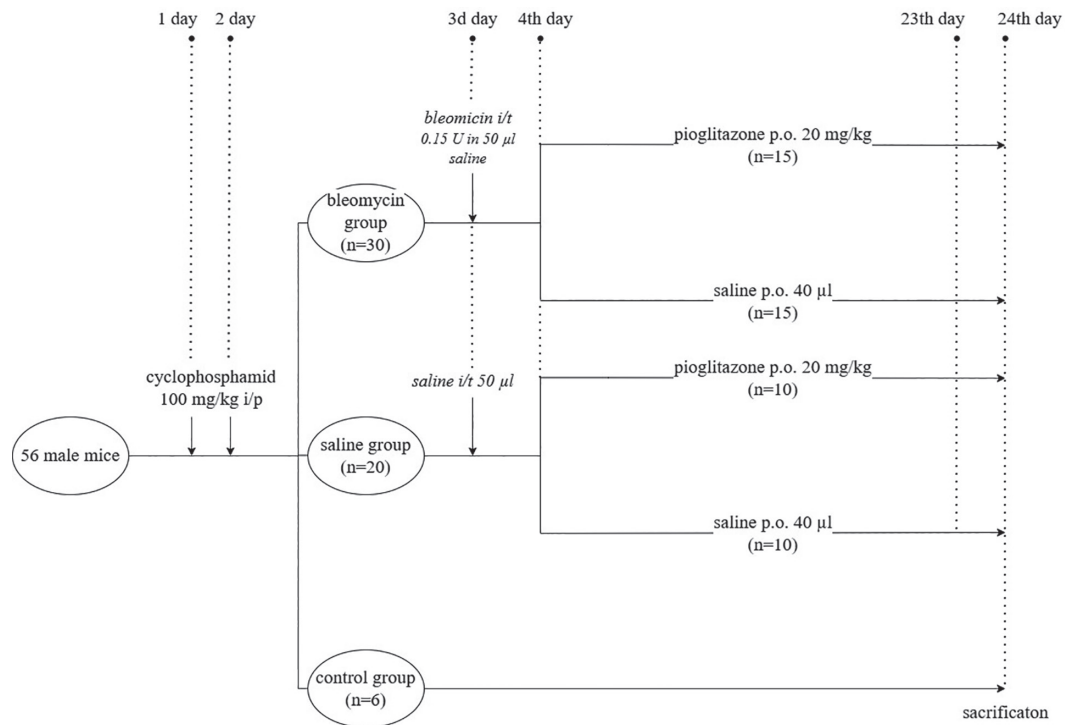 1 day
2 day
3d day
4th day
23th day
24th day
bleomicin i/t
0.15 U in 50 µl
saline
pioglitazone p.o. 20 mg/kg
(n=15)
bleomycin
group
(n=30)
saline p.o. 40 µl
(n=15)
cyclophosphamid
100 mg/kg i/p
saline i/t 50 µl
pioglitazone p.o. 20 mg/kg
(n=10)
56 male mice
saline group
(n=20)
saline p.o. 40 µl
(n=10)
control group
(n=6)
sacrificaton